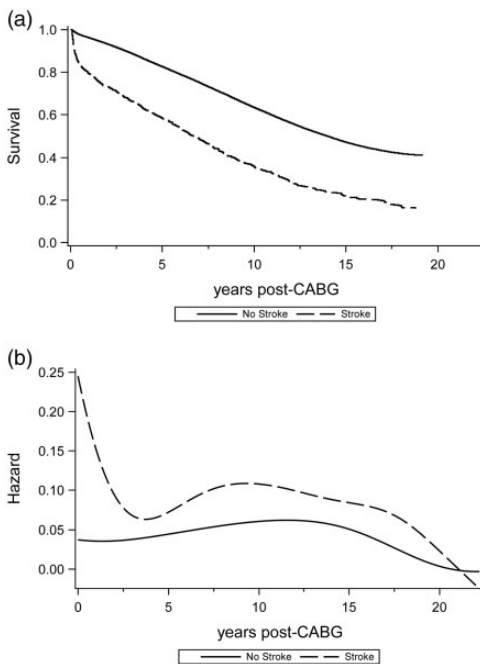 (a)
1.0
0.8
0.6
0.4
0.2
0.0
Survival
0 5 10 15 20
years post-CABG
No Stroke Stroke
(b)
0.25
0.20
0.15
0.10
0.05
0.00
Hazard
0 5 10 15 20
years post-CABG
No Stroke Stroke